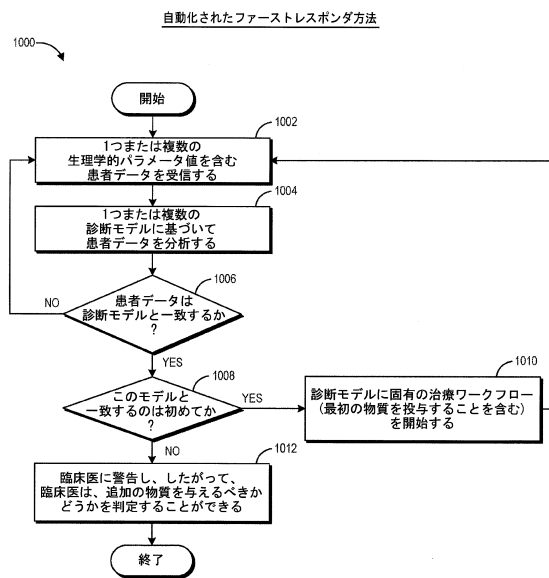 自動化されたファーストレスポンダ方法
1000
開始
1002
1つまたは複数の
生理学的パラメータ値を含む
患者データを受信する
1004
1つまたは複数の
診断モデルに基づいて
患者データを分析する
1006
患者データは
診断モデルと一致するか
?
NO
YES
1008
このモデルと
一致するのは初めてか
?
YES
1010
診断モデルに固有の治療ワークフロー
(最初の物質を投与することを含む)
を開始する
NO
1012
臨床医に警告し、したがって、
臨床医は、追加の物質を与えるべきか
どうかを判定することができる
終了